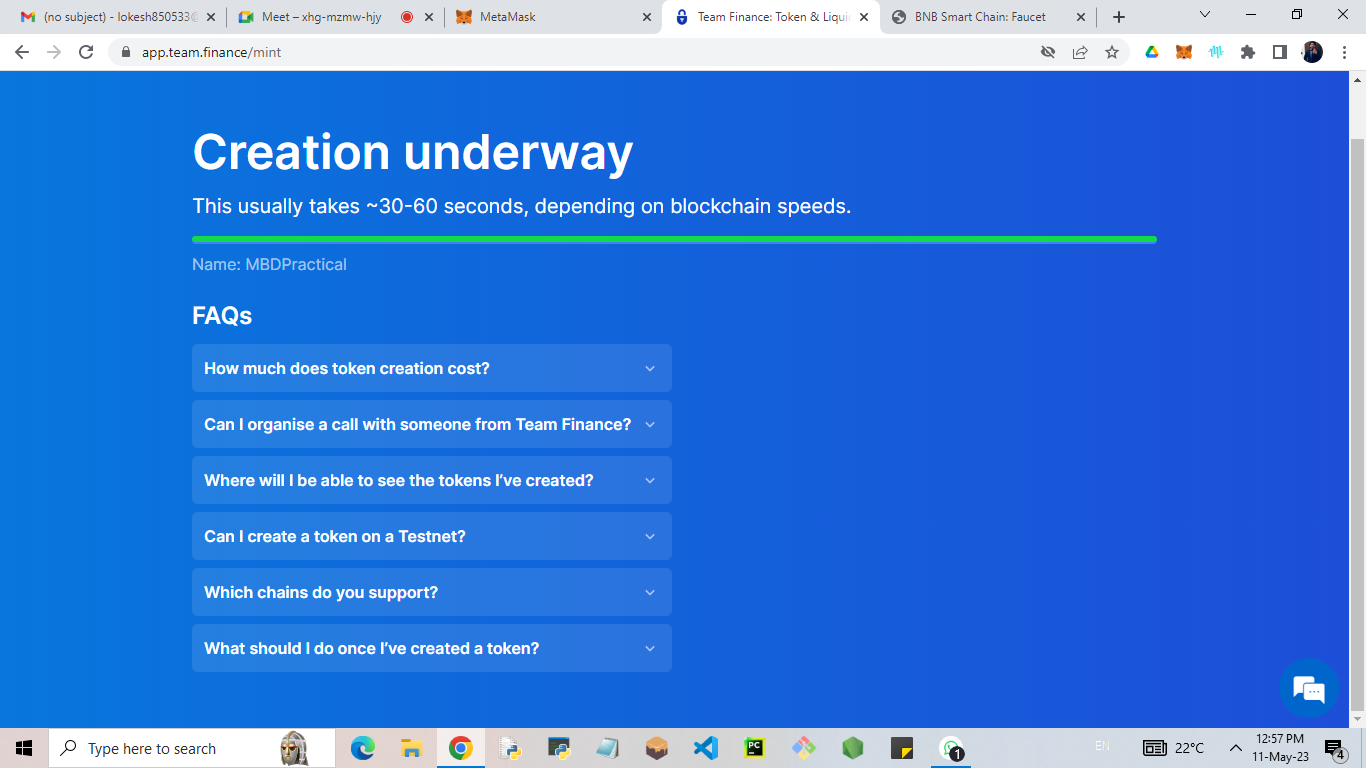 (no subject) - lokesh850533@
Meet – xhg-mzmw-hjy
MetaMask
Team Finance: Token & Liqui
BNB Smart Chain: Faucet
app.team.finance/mint
Creation underway
This usually takes ~30-60 seconds, depending on blockchain speeds.
Name: MBDPractical
FAQs
How much does token creation cost?
Can I organise a call with someone from Team Finance?
Where will I be able to see the tokens I’ve created?
Can I create a token on a Testnet?
Which chains do you support?
What should I do once I’ve created a token?
Type here to search
PC
1
EN
22°C
12:57 PM
11-May-23
4